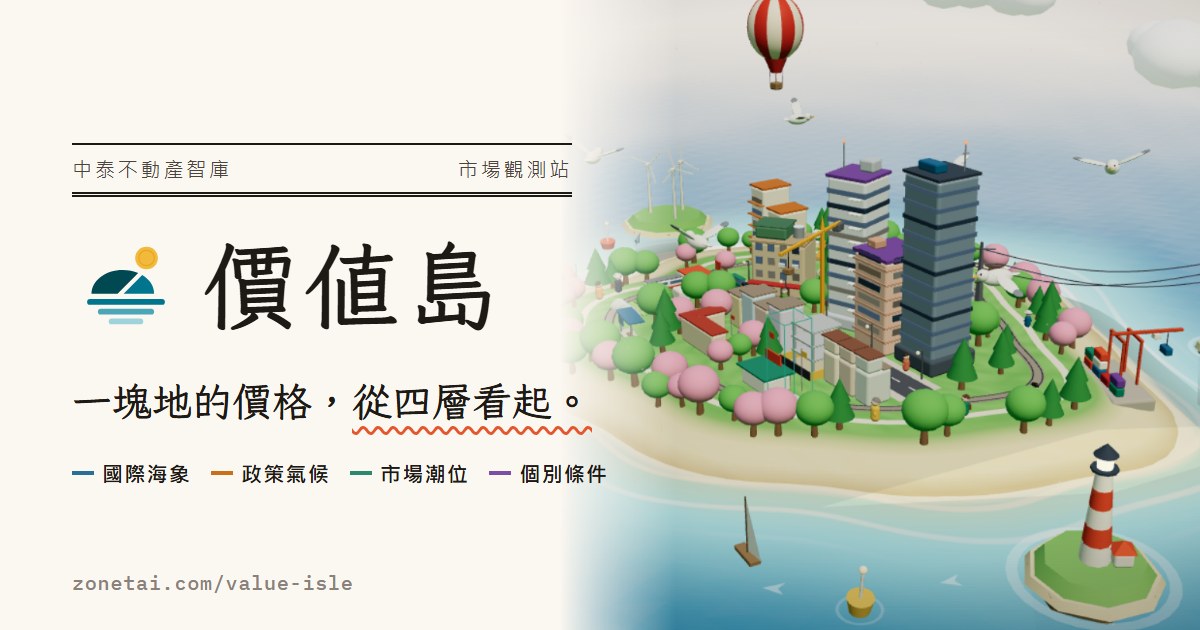 中泰不動產智庫 市場觀測站
價值島
一塊地的價格，從四層看起。
國際海象 政策氣候 市場潮位 個別條件
zonetai.com/value-isle